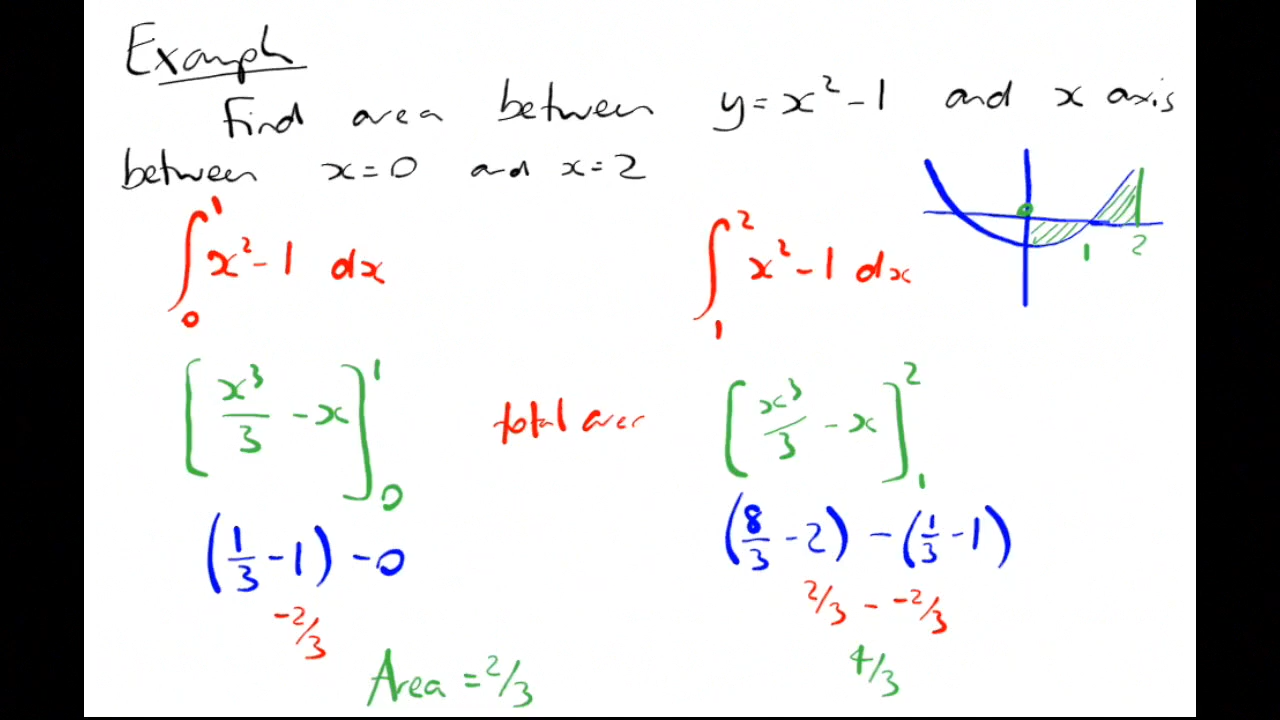 Example
Find area between y=x²-1 and x axis
between x=0 and x=2
∫₀¹ x²-1 dx
[x³/3 - x]₀¹
(1/3 - 1) - 0
-2/3
Area = 2/3
total area
∫₁² x²-1 dx
[x³/3 - x]₁²
(8/3 - 2) - (1/3 - 1)
2/3 - -2/3
4/3
1 2